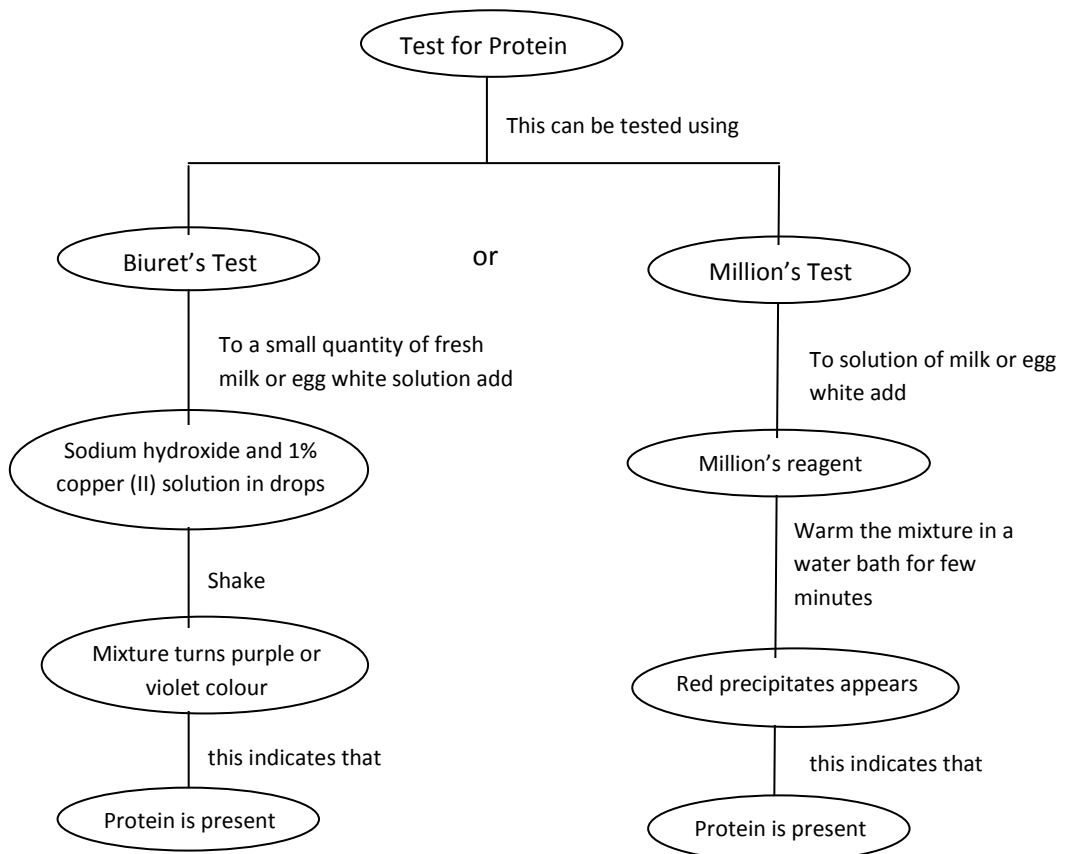 Test for Protein
This can be tested using
Biuret's Test
or
Million's Test
To a small quantity of fresh
milk or egg white solution add
To solution of milk or egg
white add
Sodium hydroxide and 1%
copper (II) solution in drops
Million's reagent
Shake
Warm the mixture in a
water bath for few
minutes
Mixture turns purple or
violet colour
Red precipitates appears
this indicates that
this indicates that
Protein is present
Protein is present